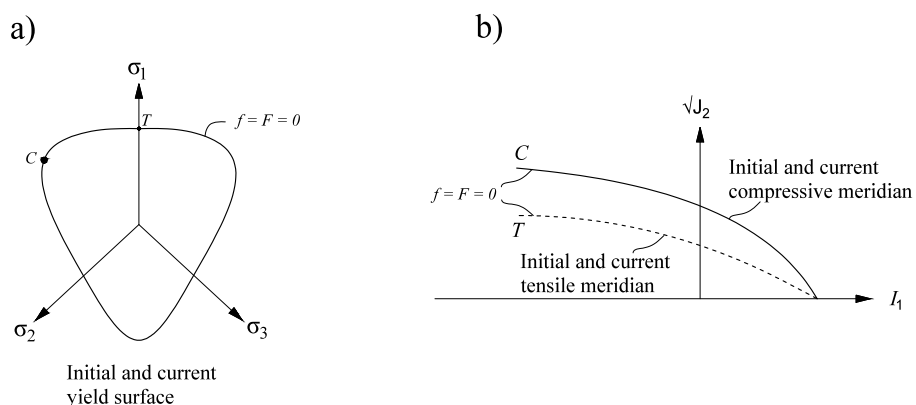 a)
σ1
T
f = F = 0
C
σ2
σ3
Initial and current
yield surface
b)
√J2
C
Initial and current
compressive meridian
f = F = 0
T
Initial and current
tensile meridian
I1